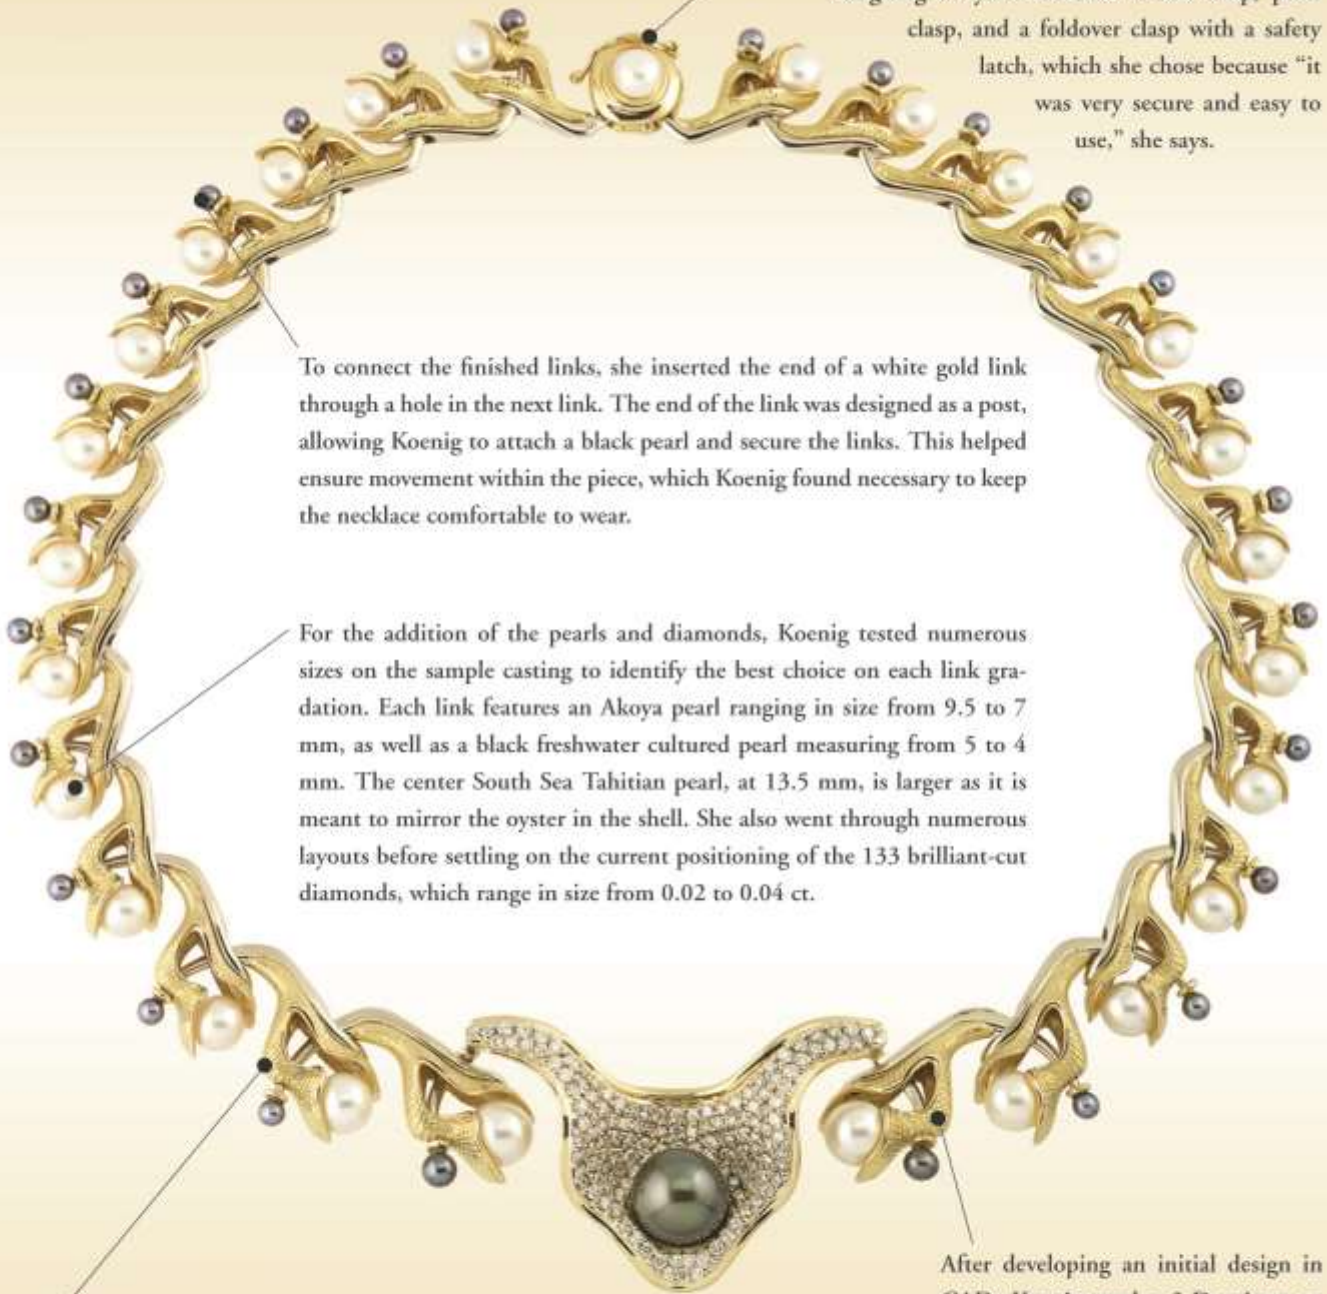 clasp, and a foldover clasp with a safety
latch, which she chose because “it
was very secure and easy to
use,” she says.
To connect the finished links, she inserted the end of a white gold link
through a hole in the next link. The end of the link was designed as a post,
allowing Koenig to attach a black pearl and secure the links. This helped
ensure movement within the piece, which Koenig found necessary to keep
the necklace comfortable to wear.
For the addition of the pearls and diamonds, Koenig tested numerous
sizes on the sample casting to identify the best choice on each link gra-
dation. Each link features an Akoya pearl ranging in size from 9.5 to 7
mm, as well as a black freshwater cultured pearl measuring from 5 to 4
mm. The center South Sea Tahitian pearl, at 13.5 mm, is larger as it is
meant to mirror the oyster in the shell. She also went through numerous
layouts before settling on the current positioning of the 133 brilliant-cut
diamonds, which range in size from 0.02 to 0.04 ct.
After developing an initial design in